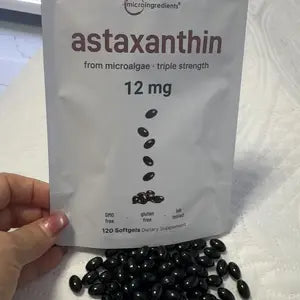 microingredients®
astaxanthin
from microalgae • triple strength
12 mg
GMO free
gluten free
lab tested
120 Softgels Dietary Supplement